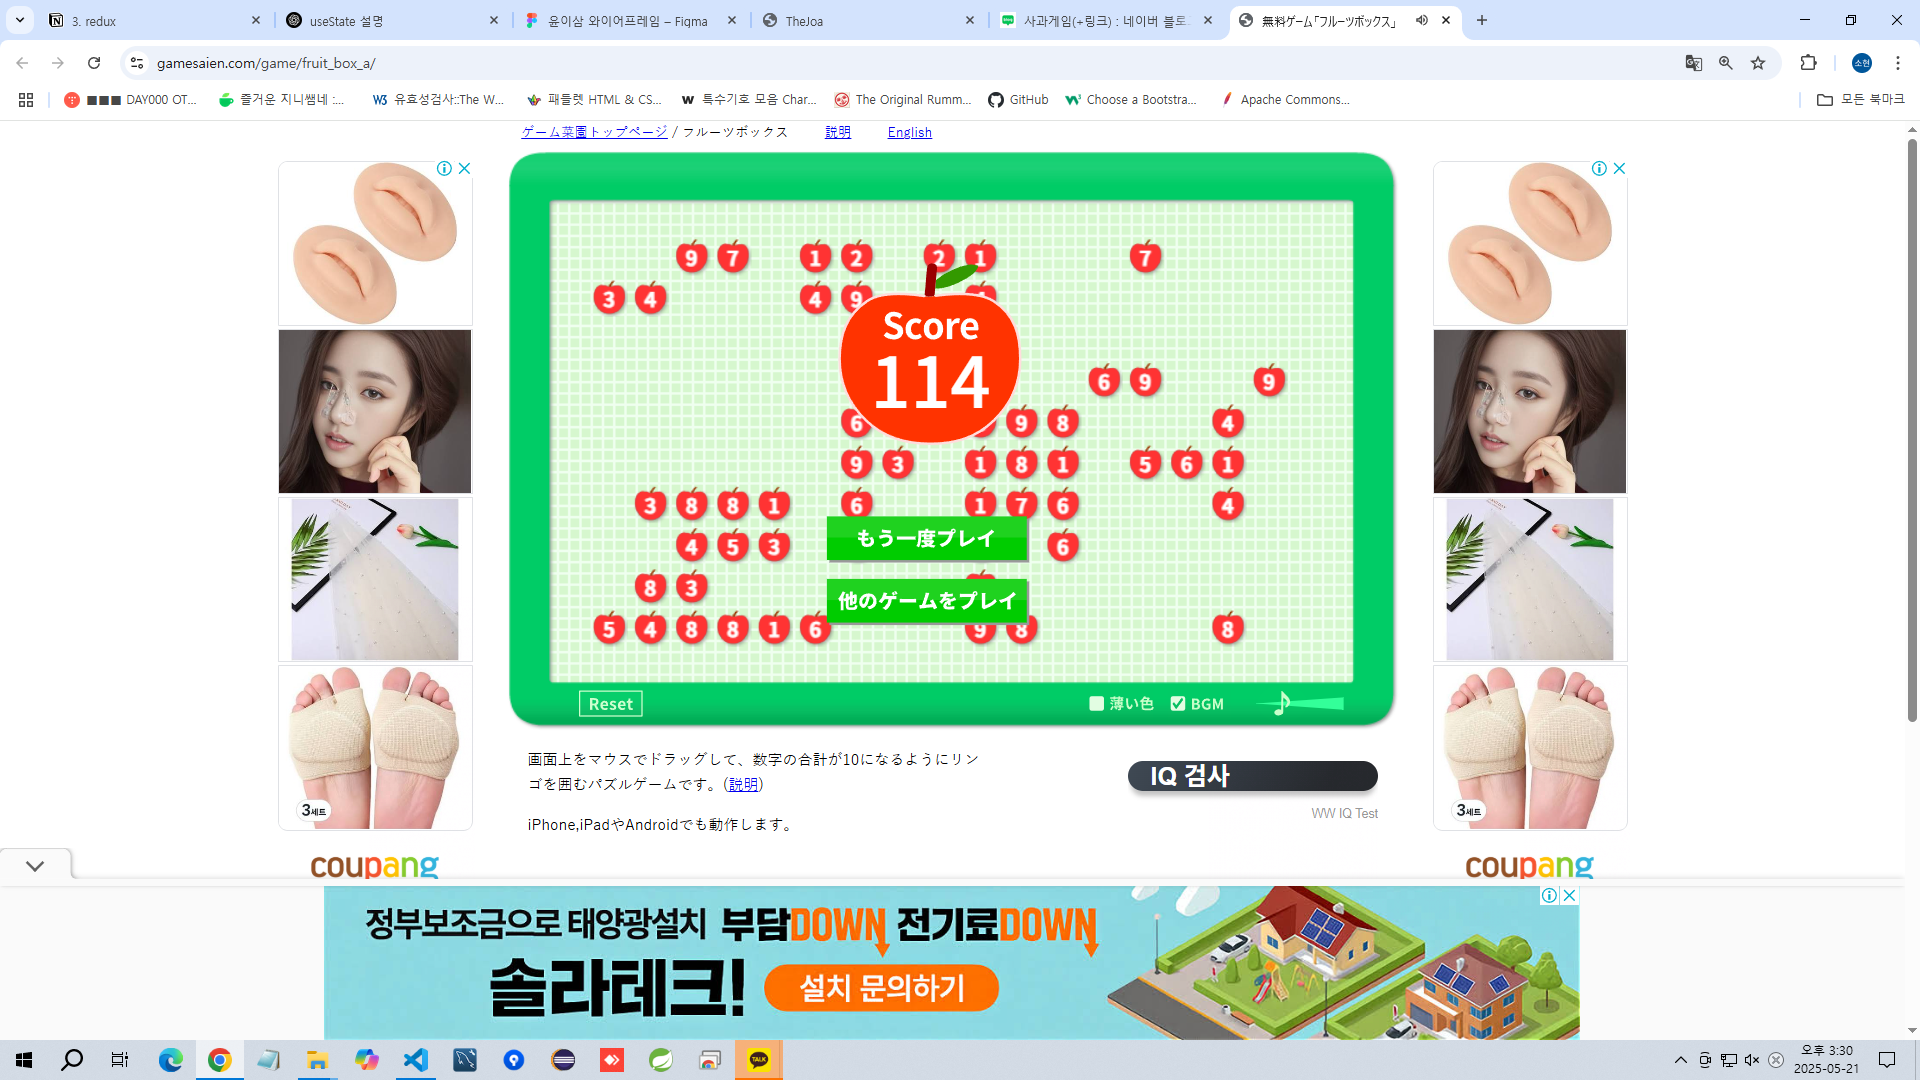 3. redux
useState 설명
윤이삼 와이어프레임 – Figma
TheJoa
사과게임(+링크) : 네이버 블로
無料ゲーム「フルーツボックス」
gamesaien.com/game/fruit_box_a/
소현
■■■ DAY000 OT...
즐거운 지니쌤네 :...
W3 유효성검사::The W...
패들렛 HTML & CS...
w 특수기호 모음 Char...
The Original Rumm...
GitHub
Choose a Bootstra...
Apache Commons...
모든 북마크
ゲーム菜園トップページ / フルーツボックス 説明 English
9 7 1 2 2 1 7
3 4 4 9
Score
114
6 9 9
6 9 8 4
9 3 1 8 1 5 6 1
3 8 8 1 6 1 7 6 4
4 5 3 6
もう一度プレイ
8 3
他のゲームをプレイ
5 4 8 8 1 6 9 8 8
Reset
薄い色
BGM
画面上をマウスでドラッグして、数字の合計が10になるようにリン
ゴを囲むパズルゲームです。(説明)
iPhone,iPadやAndroidでも動作します。
IQ 검사
WW IQ Test
3세트
3세트
coupang
coupang
정부보조금으로 태양광설치 부담DOWN 전기료DOWN
솔라테크!
설치 문의하기
TALK
오후 3:30
2025-05-21